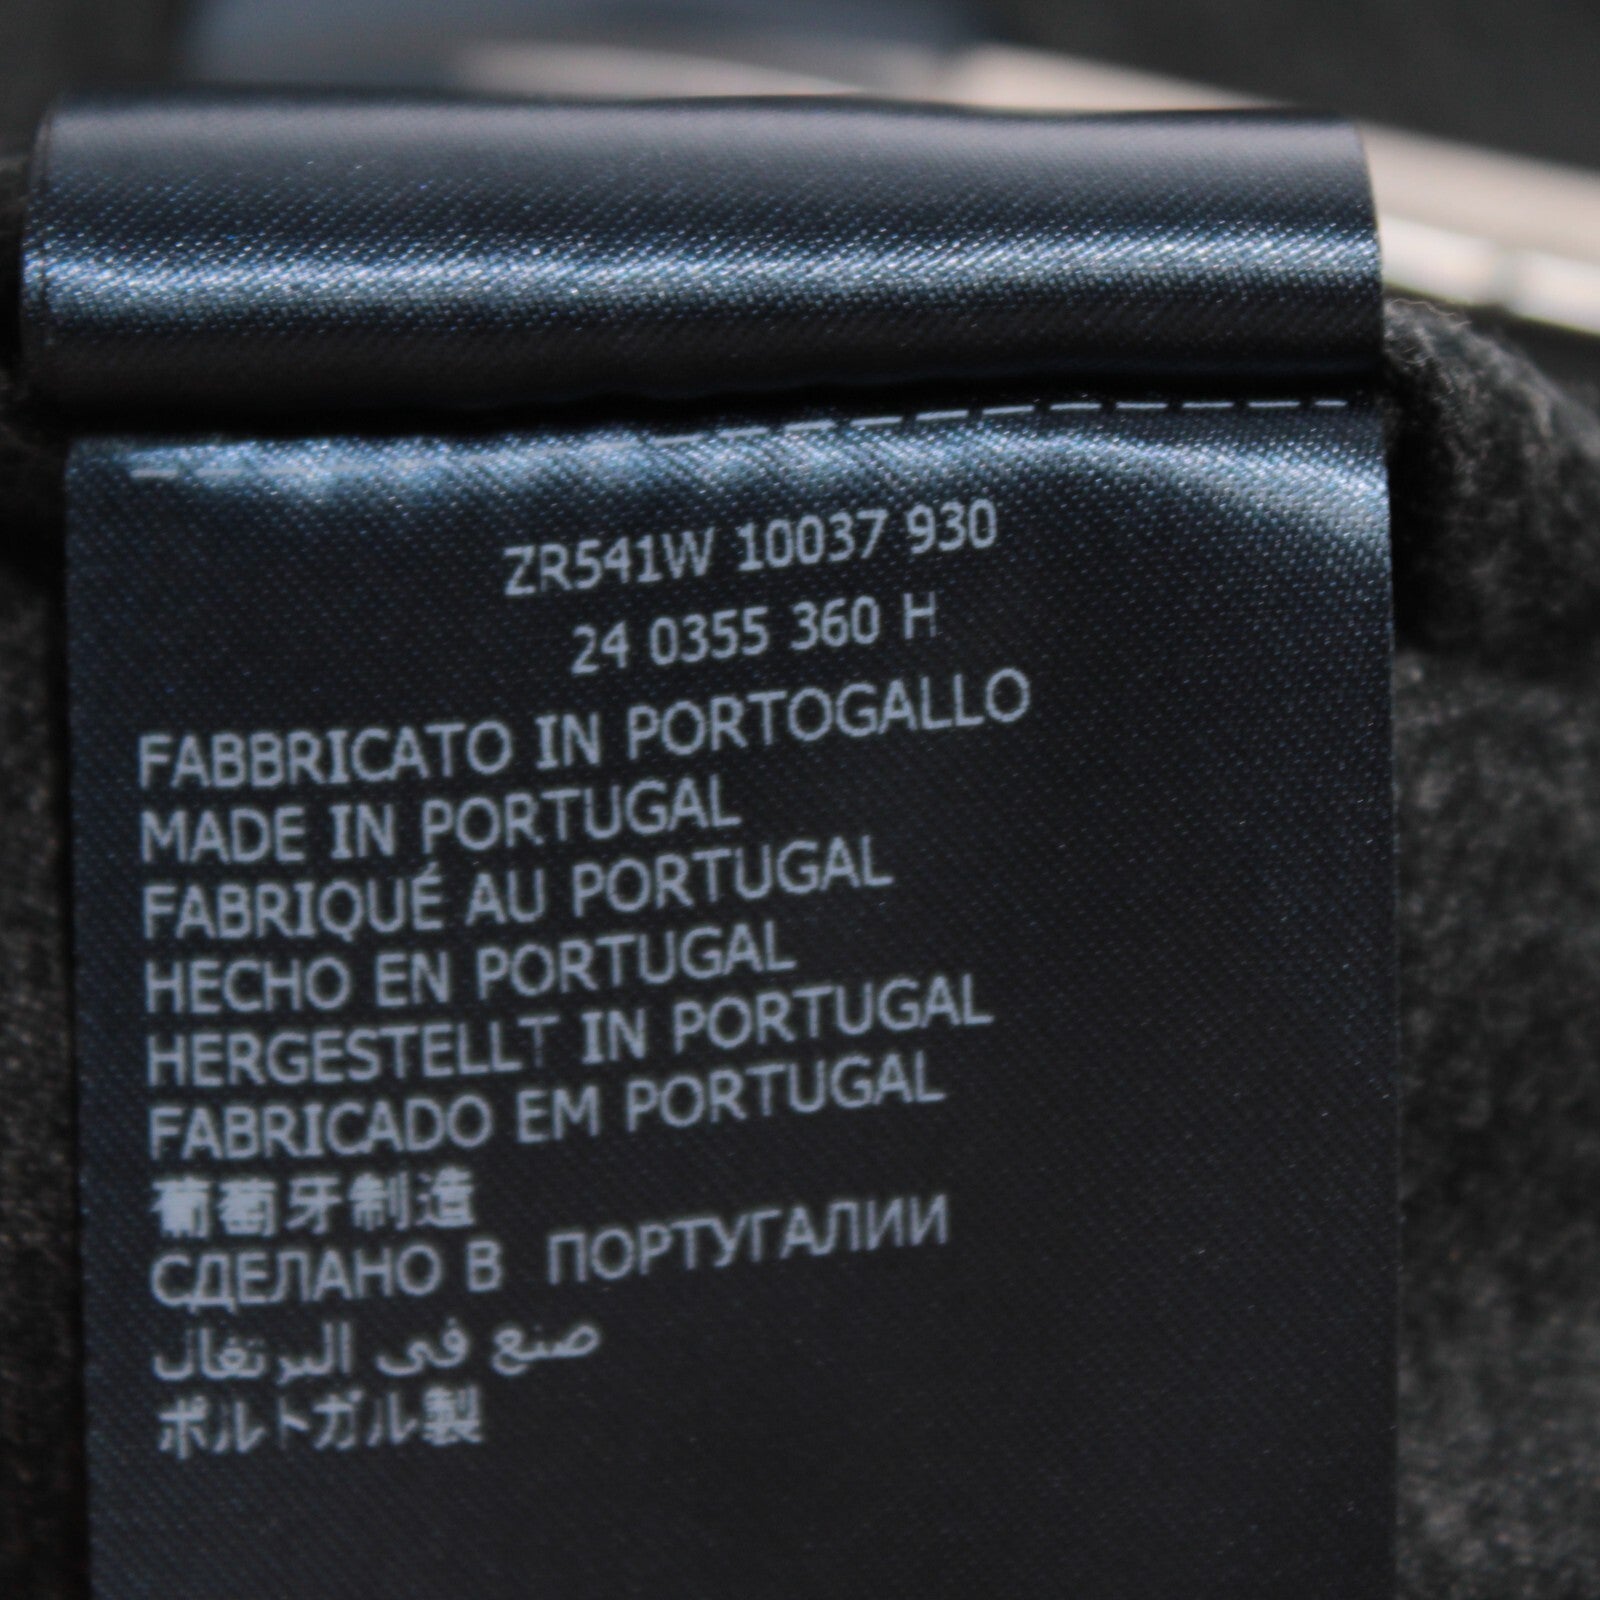 ZR541W 10037 930
24 0355 360 H
FABBRICATO IN PORTOGALLO
MADE IN PORTUGAL
FABRIQUÉ AU PORTUGAL
HECHO EN PORTUGAL
HERGESTELLT IN PORTUGAL
FABRICADO EM PORTUGAL
葡萄牙制造
СДЕЛАНО В ПОРТУГАЛИИ
صنع في البرتغال
ポルトガル製